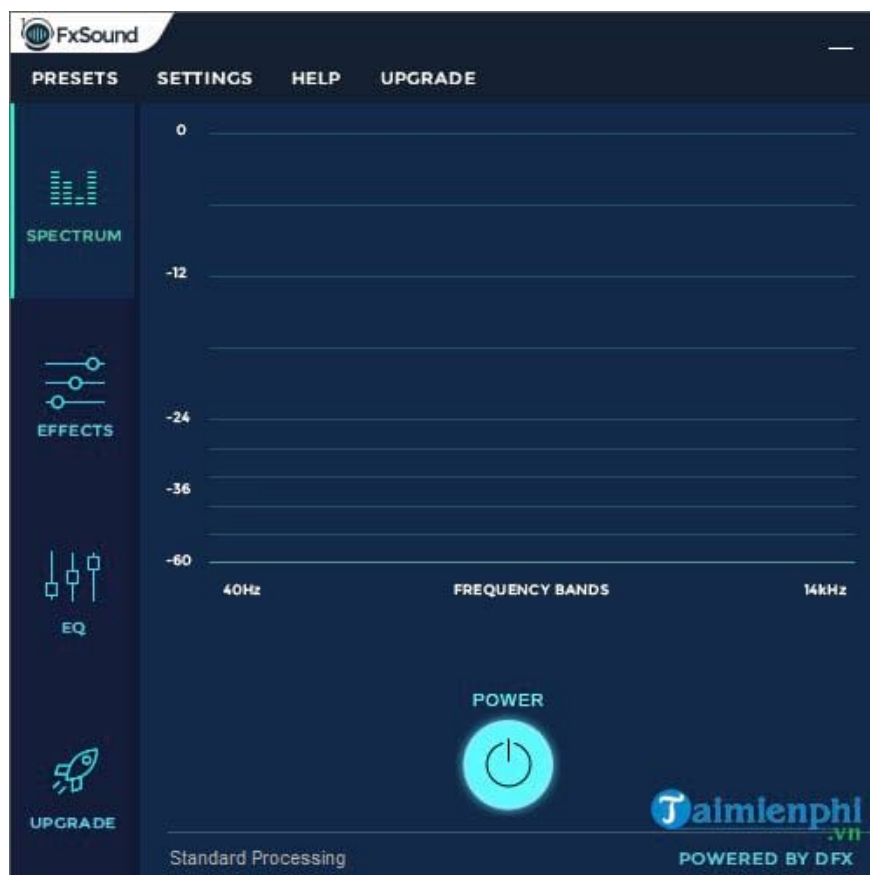 FxSound
PRESETS SETTINGS HELP UPGRADE
SPECTRUM
EFFECTS
EQ
UPGRADE
0
-12
-24
-36
-60
40Hz FREQUENCY BANDS 14kHz
POWER
Taimienphi
.vn
Standard Processing POWERED BY DFX